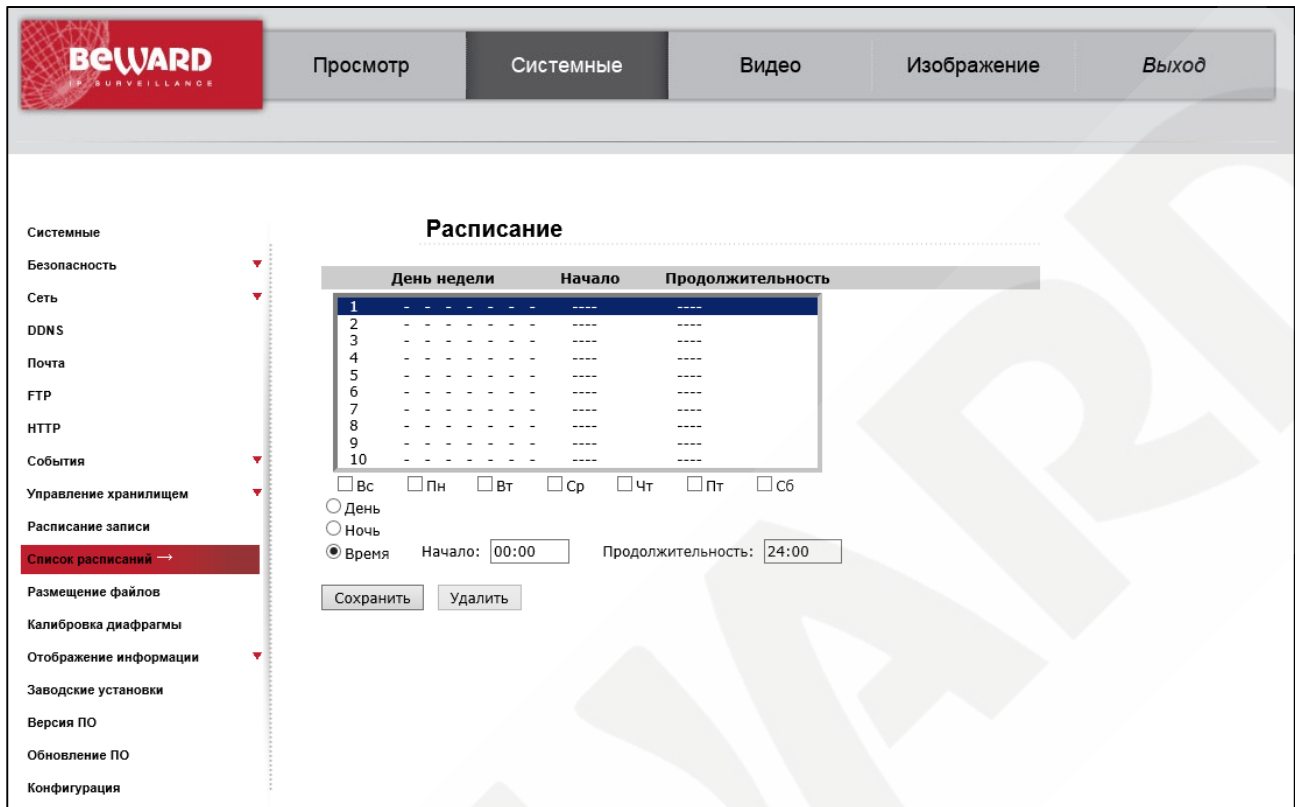 BEWARD
IP SURVEILLANCE
Просмотр Системные Видео Изображение Выход
Системные
Безопасность
Сеть
DDNS
Почта
FTP
HTTP
События
Управление хранилищем
Расписание записи
Список расписаний →
Размещение файлов
Калибровка диафрагмы
Отображение информации
Заводские установки
Версия ПО
Обновление ПО
Конфигурация
Расписание
День недели Начало Продолжительность
1 - - - - - - - ---- ----
2 - - - - - - - ---- ----
3 - - - - - - - ---- ----
4 - - - - - - - ---- ----
5 - - - - - - - ---- ----
6 - - - - - - - ---- ----
7 - - - - - - - ---- ----
8 - - - - - - - ---- ----
9 - - - - - - - ---- ----
10 - - - - - - - ---- ----
Вс Пн Вт Ср Чт Пт Сб
День
Ночь
Время Начало: 00:00 Продолжительность: 24:00
Сохранить Удалить